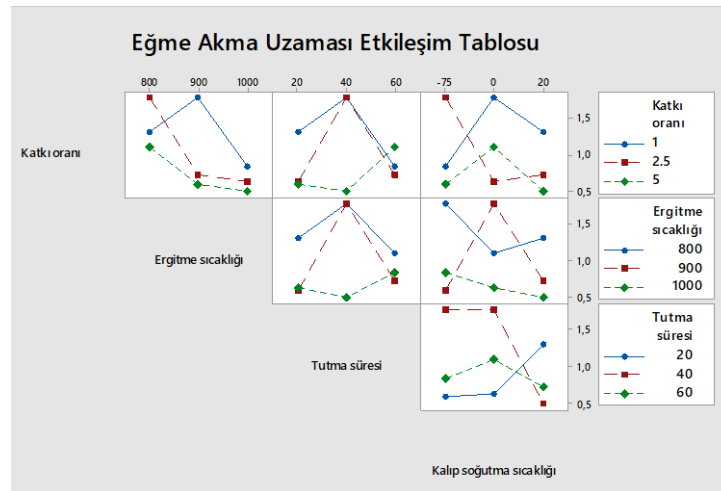 Eğme Akma Uzaması Etkileşim Tablosu
800 900 1000 20 40 60 -75 0 20
Katkı oranı
1,5
1,0
0,5
Katkı
oranı
1
2.5
5
Ergitme sıcaklığı
1,5
1,0
0,5
Ergitme
sıcaklığı
800
900
1000
Tutma süresi
1,5
1,0
0,5
Tutma
süresi
20
40
60
Kalıp soğutma sıcaklığı